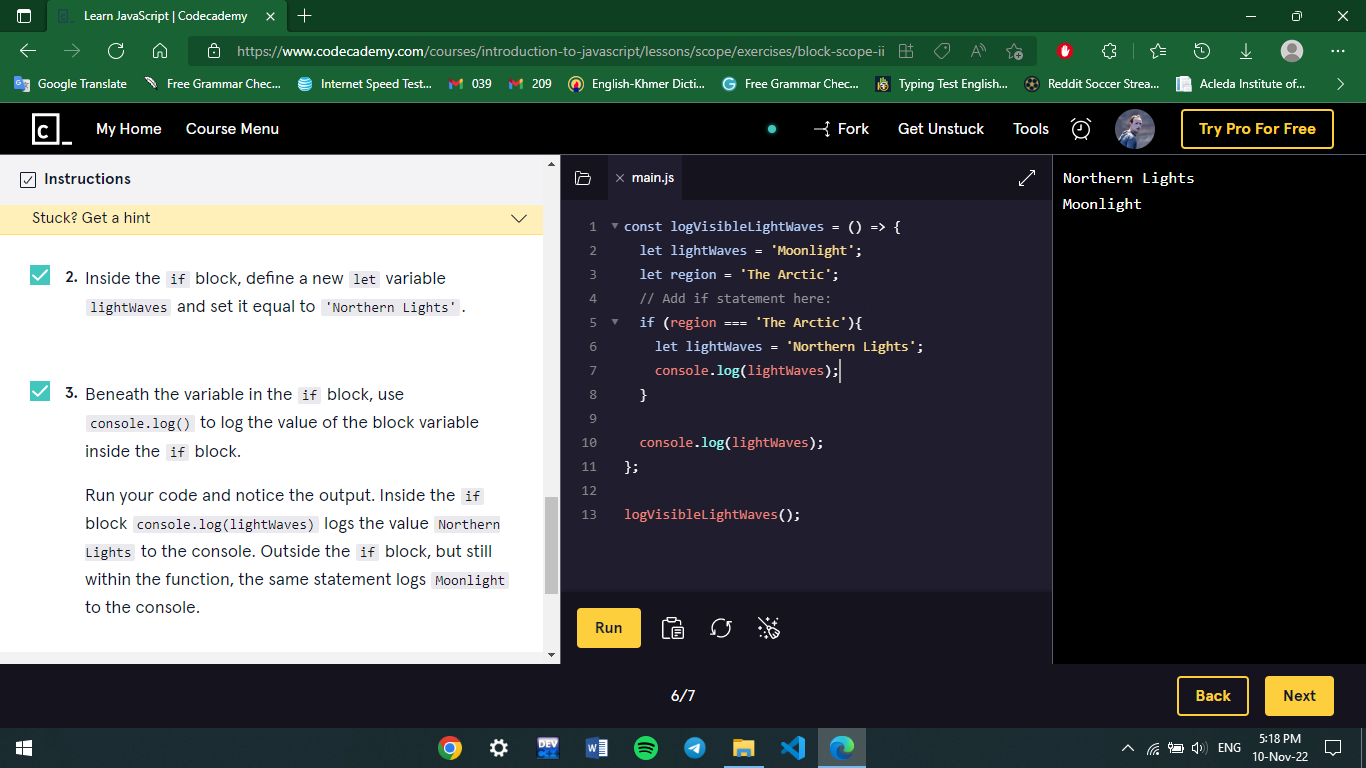 Learn JavaScript | Codecademy
https://www.codecademy.com/courses/introduction-to-javascript/lessons/scope/exercises/block-scope-ii
Google Translate Free Grammar Chec... Internet Speed Test... 039 209 English-Khmer Dicti... Free Grammar Chec... Typing Test English... Reddit Soccer Strea... Acleda Institute of...
My Home Course Menu Fork Get Unstuck Tools Try Pro For Free
Instructions
Stuck? Get a hint
2. Inside the if block, define a new let variable
lightWaves and set it equal to 'Northern Lights'.
3. Beneath the variable in the if block, use
console.log() to log the value of the block variable
inside the if block.
Run your code and notice the output. Inside the if
block console.log(lightWaves) logs the value Northern
Lights to the console. Outside the if block, but still
within the function, the same statement logs Moonlight
to the console.
main.js
1 const logVisibleLightWaves = () => {
2 let lightWaves = 'Moonlight';
3 let region = 'The Arctic';
4 // Add if statement here:
5 if (region === 'The Arctic'){
6 let lightWaves = 'Northern Lights';
7 console.log(lightWaves);
8 }
9
10 console.log(lightWaves);
11 };
12
13 logVisibleLightWaves();
Run
Northern Lights
Moonlight
6/7
Back Next
DEV
ENG
5:18 PM
10-Nov-22